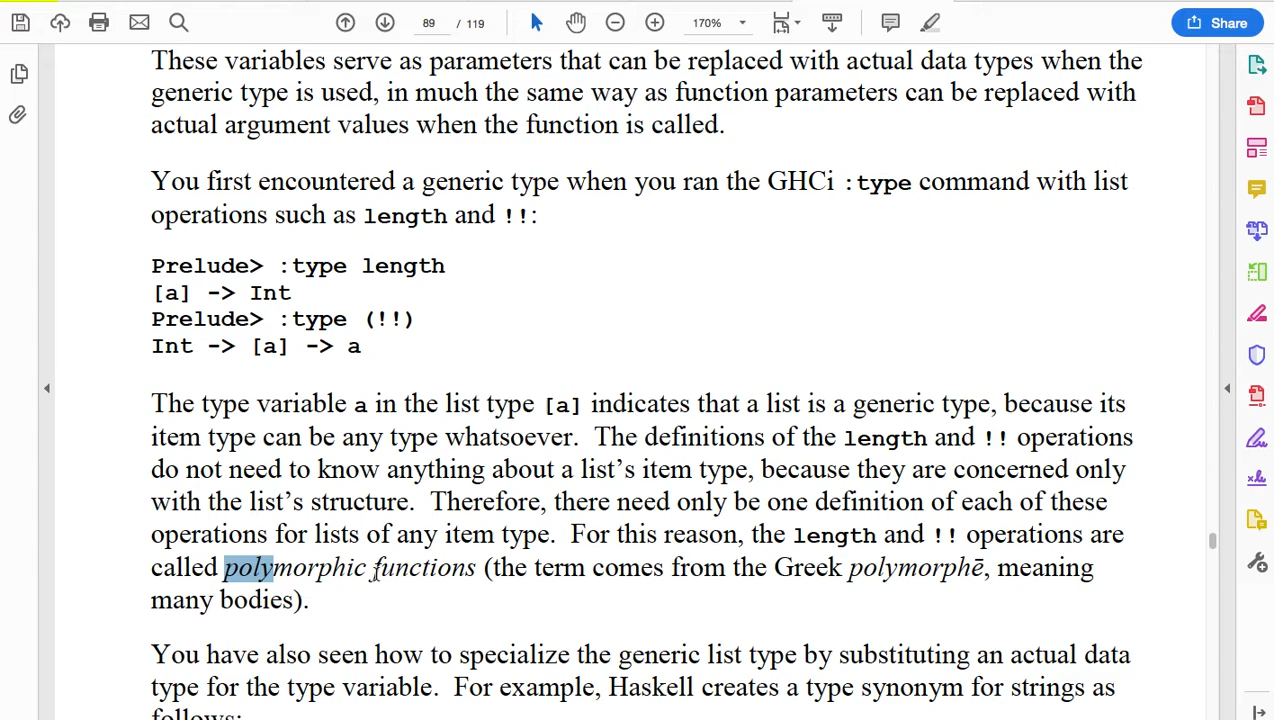 89 / 119
170%
Share
These variables serve as parameters that can be replaced with actual data types when the
generic type is used, in much the same way as function parameters can be replaced with
actual argument values when the function is called.
You first encountered a generic type when you ran the GHCi :type command with list
operations such as length and !!:
Prelude> :type length
[a] -> Int
Prelude> :type (!!)
Int -> [a] -> a
The type variable a in the list type [a] indicates that a list is a generic type, because its
item type can be any type whatsoever. The definitions of the length and !! operations
do not need to know anything about a list’s item type, because they are concerned only
with the list’s structure. Therefore, there need only be one definition of each of these
operations for lists of any item type. For this reason, the length and !! operations are
called polymorphic functions (the term comes from the Greek polymorphē, meaning
many bodies).
You have also seen how to specialize the generic list type by substituting an actual data
type for the type variable. For example, Haskell creates a type synonym for strings as
follows: